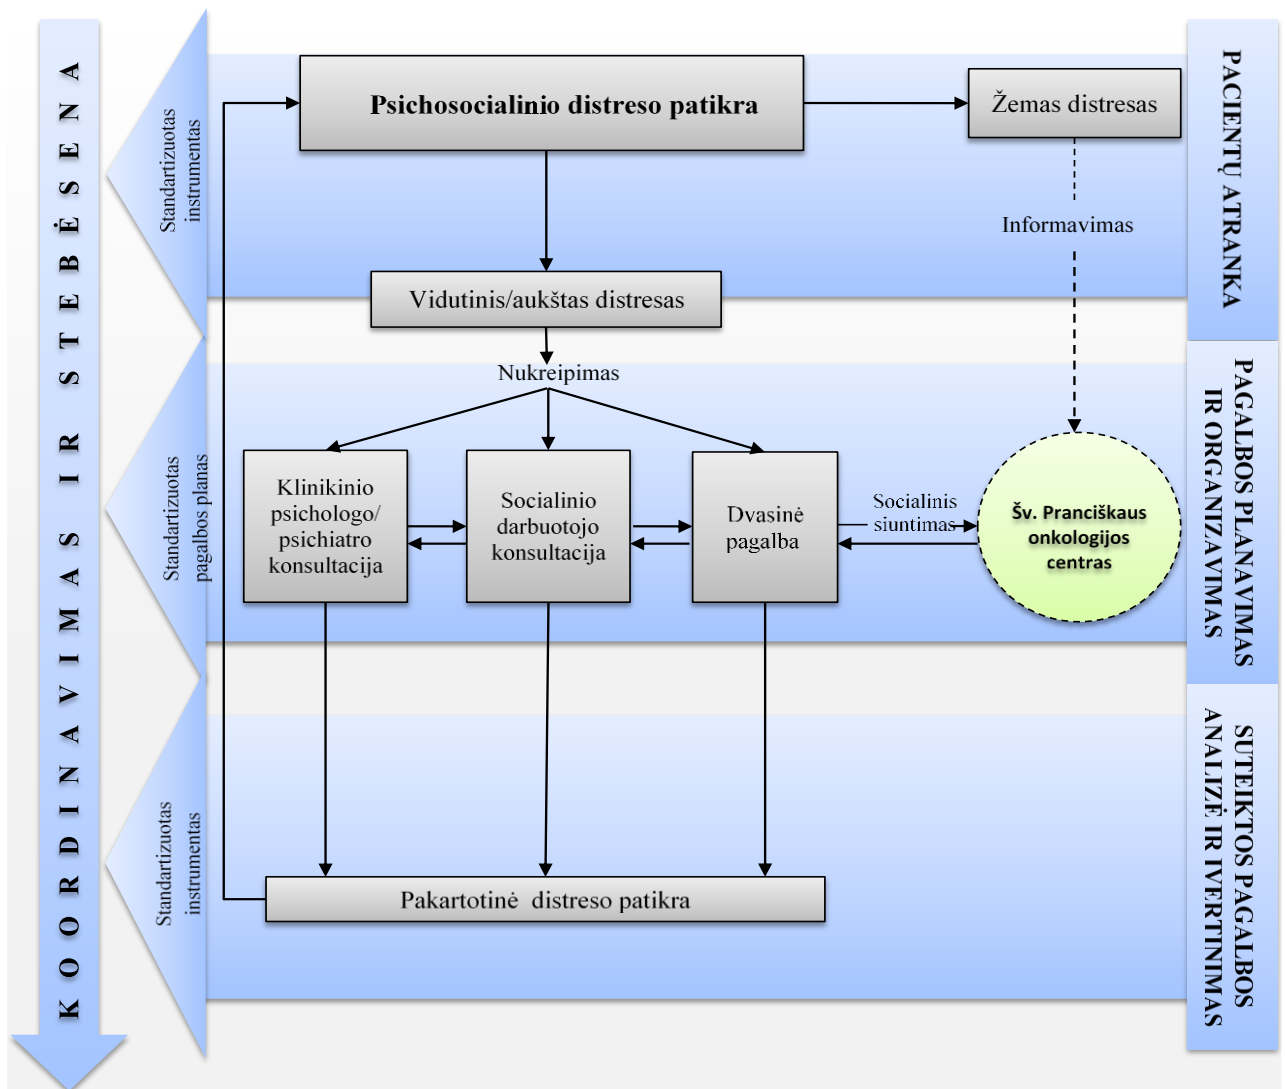 KOORDINAVIMAS IR STEBĖSENA
Standartizuotas
instrumentas
Psichosocialinio distreso patikra
Žemas distresas
Informavimas
Vidutinis/aukštas distresas
PACIENTŲ ATRANKA
Standartizuotas
pagalbos planas
Nukreipimas
Klinikinio
psichologo/
psichiatro
konsultacija
Socialinio
darbuotojo
konsultacija
Dvasinė
pagalba
Socialinis
siuntimas
Šv. Pranciškaus
onkologijos
centras
PAGALBOS PLANAVIMAS
IR ORGANIZAVIMAS
Standartizuotas
instrumentas
Pakartotinė distreso patikra
SUTEIKTOS PAGALBOS
ANALIZĖ IR IVERTINIMAS